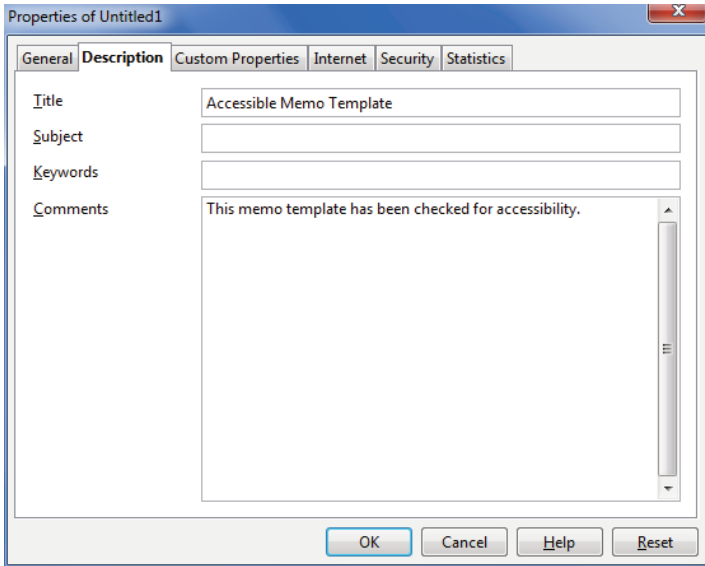 Properties of Untitled1
General Description Custom Properties Internet Security Statistics
Title Accessible Memo Template
Subject
Keywords
Comments This memo template has been checked for accessibility.
OK Cancel Help Reset